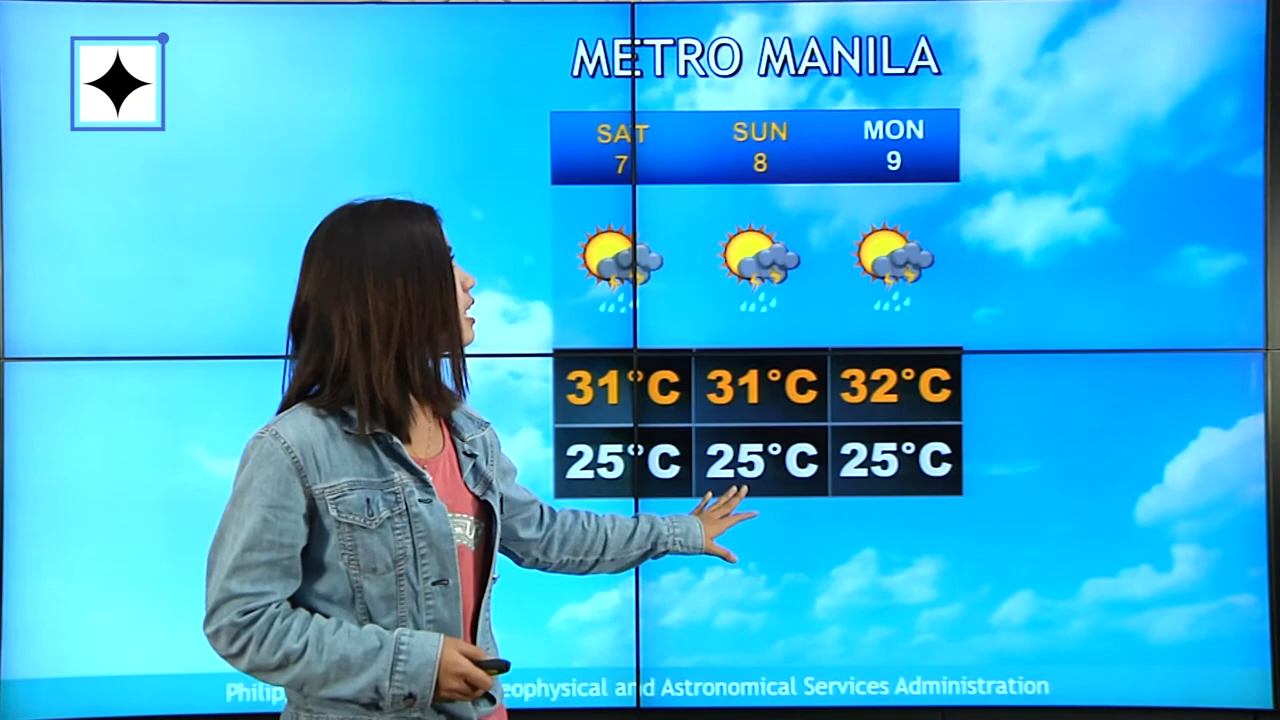 METRO MANILA
SAT SUN MON
7 8 9
31°C 31°C 32°C
25°C 25°C 25°C
Philip eophysical and Astronomical Services Administration